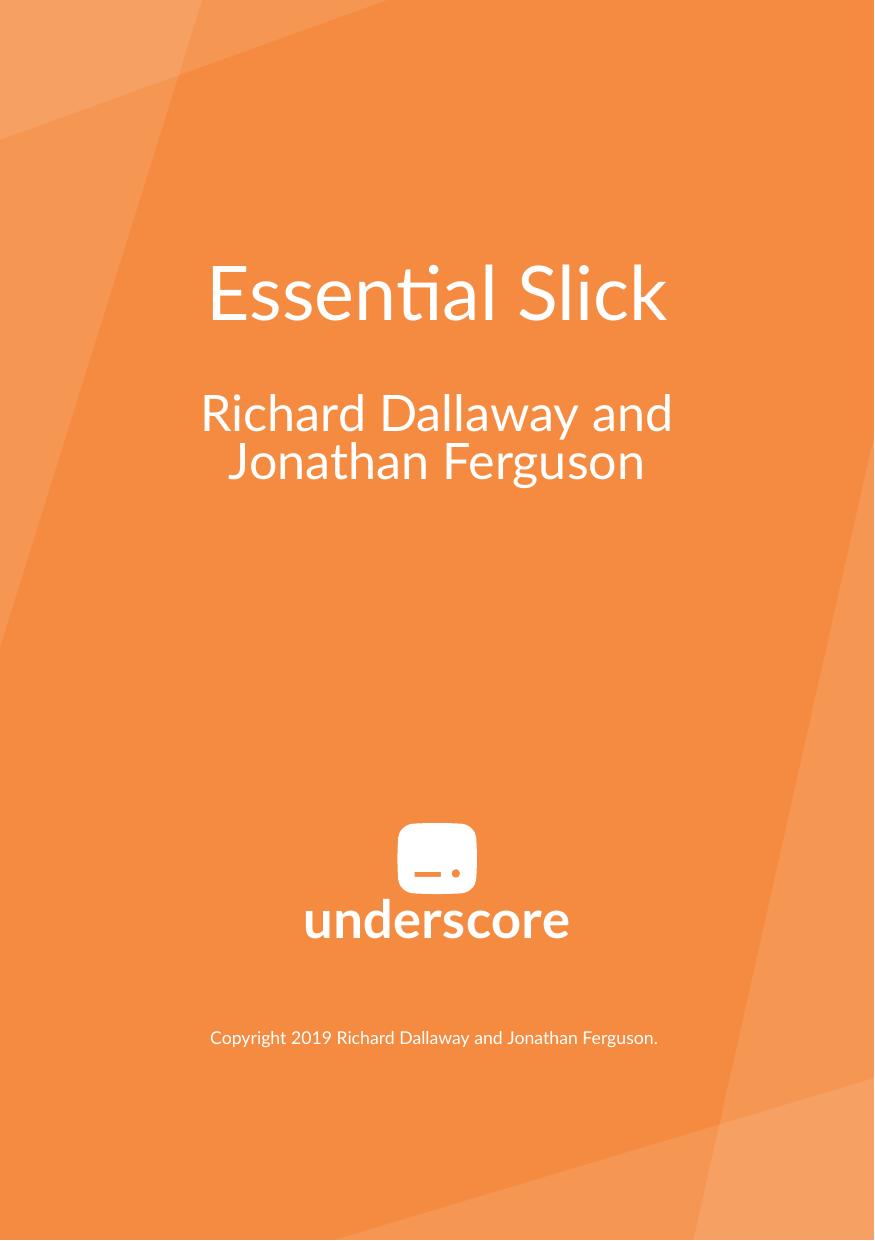 Essential Slick
Richard Dallaway and
Jonathan Ferguson
underscore
Copyright 2019 Richard Dallaway and Jonathan Ferguson.